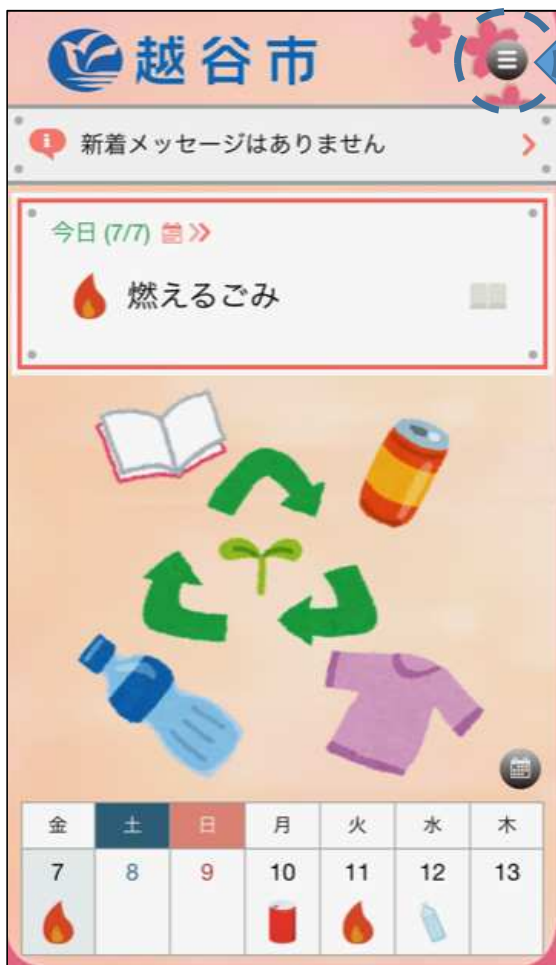 越谷市
新着メッセージはありません
今日 (7/7)
燃えるごみ
金 土 日 月 火 水 木
7 8 9 10 11 12 13